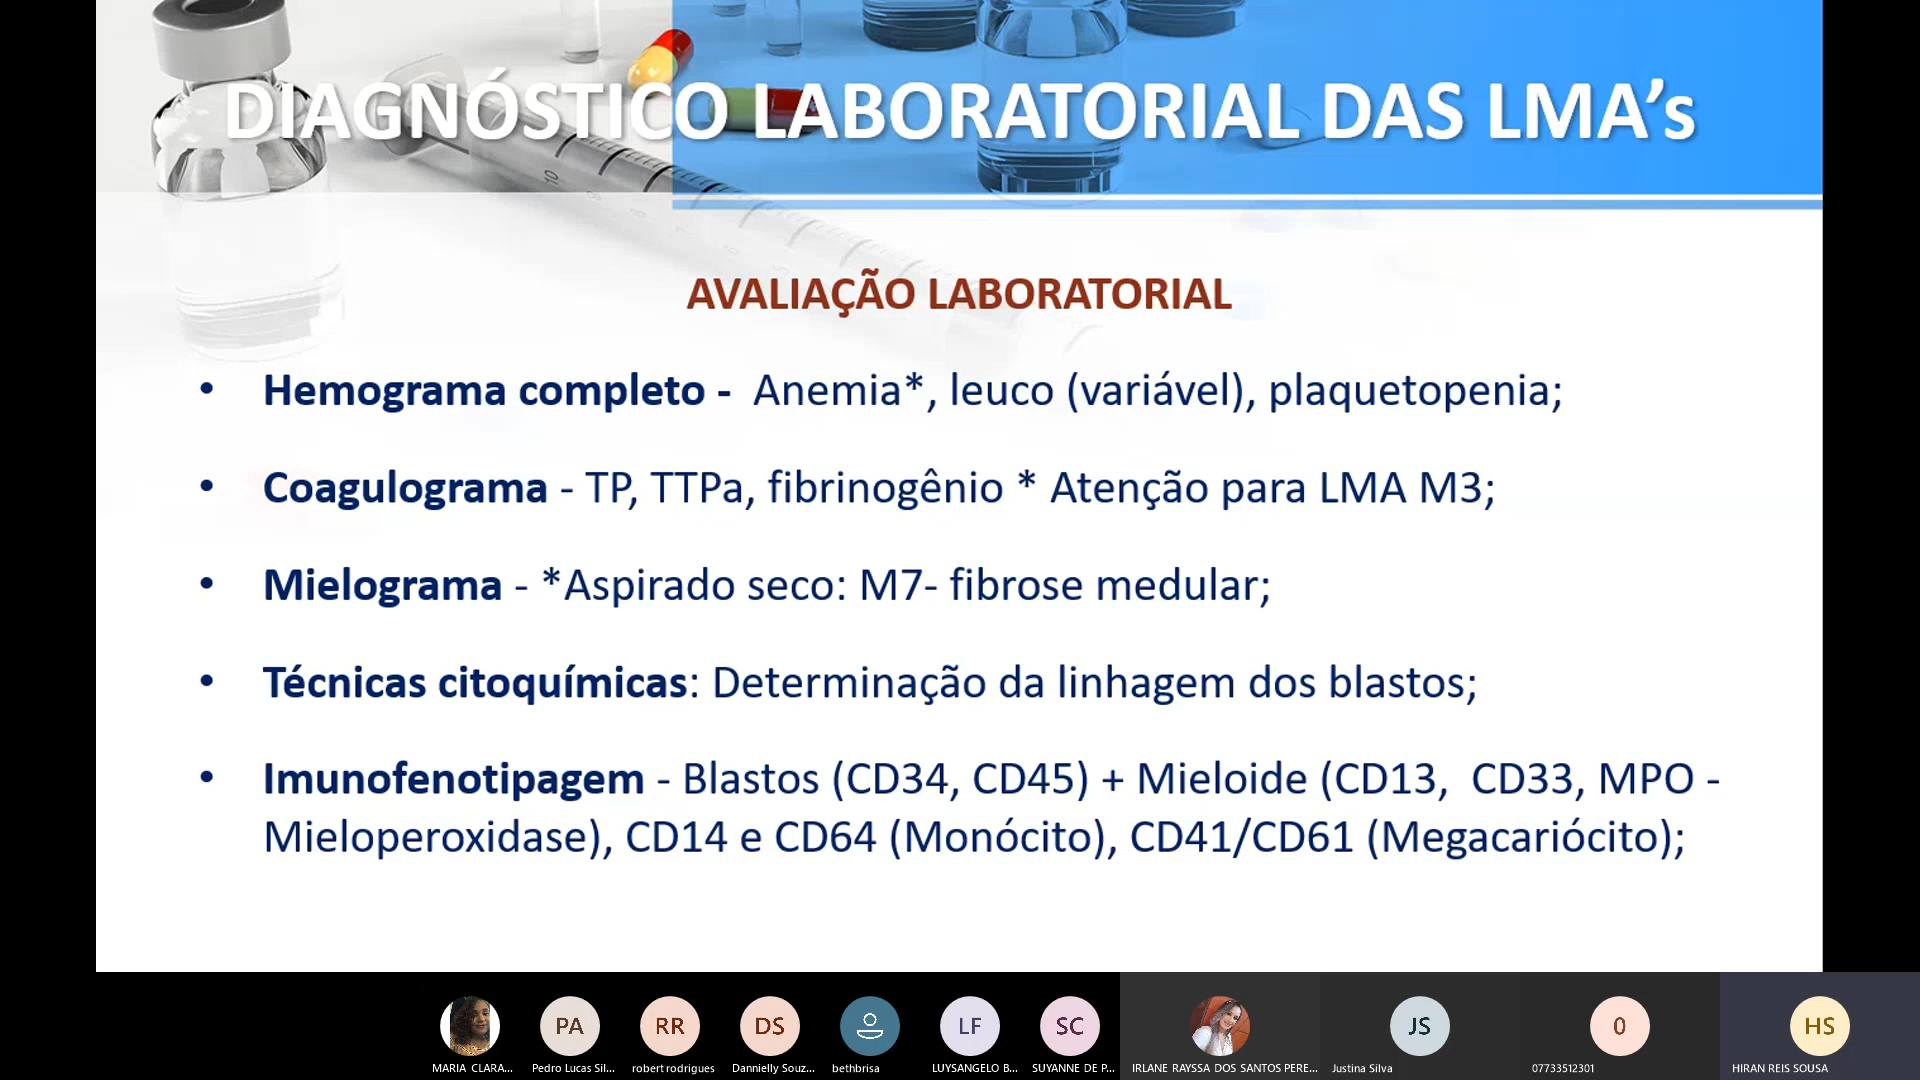 DIAGNÓSTICO LABORATORIAL DAS LMA’s
AVALIAÇÃO LABORATORIAL
• Hemograma completo - Anemia*, leuco (variável), plaquetopenia;
• Coagulograma - TP, TTPa, fibrinogênio * Atenção para LMA M3;
• Mielograma - *Aspirado seco: M7- fibrose medular;
• Técnicas citoquímicas: Determinação da linhagem dos blastos;
• Imunofenotipagem - Blastos (CD34, CD45) + Mieloide (CD13, CD33, MPO -
Mieloperoxidase), CD14 e CD64 (Monócito), CD41/CD61 (Megacariócito);
PA RR DS LF SC JS 0 HS
MARIA CLARA... Pedro Lucas Sil... robert rodrigues Dannielly Souz... bethbrisa LUYSANGELO B... SUYANNE DE P... IRLANE RAYSSA DOS SANTOS PERE... Justina Silva 07733512301 HIRAN REIS SOUSA